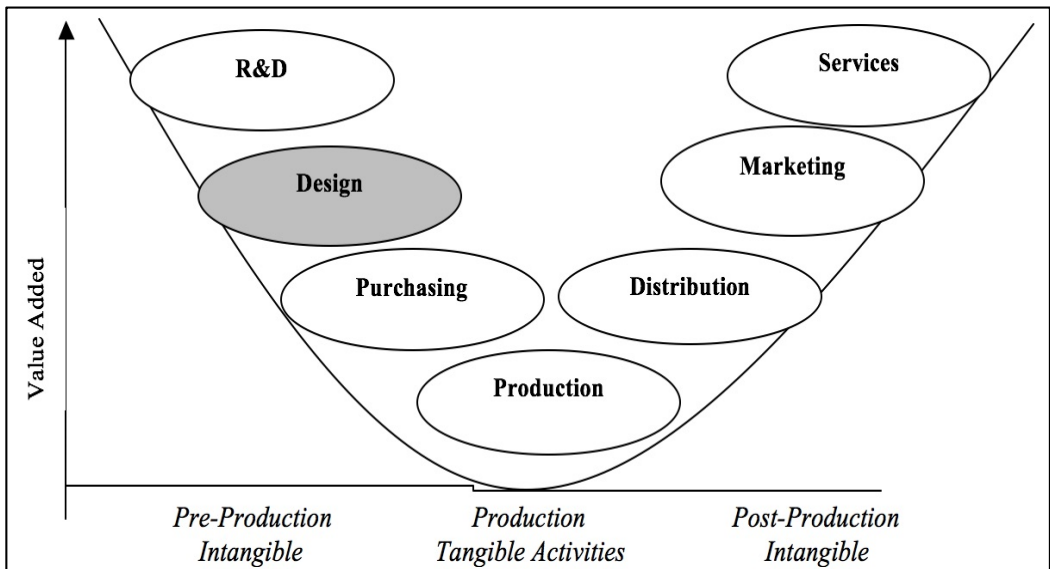 R&D
Services
Design
Marketing
Purchasing
Distribution
Production
Value Added
Pre-Production
Intangible
Production
Tangible Activities
Post-Production
Intangible